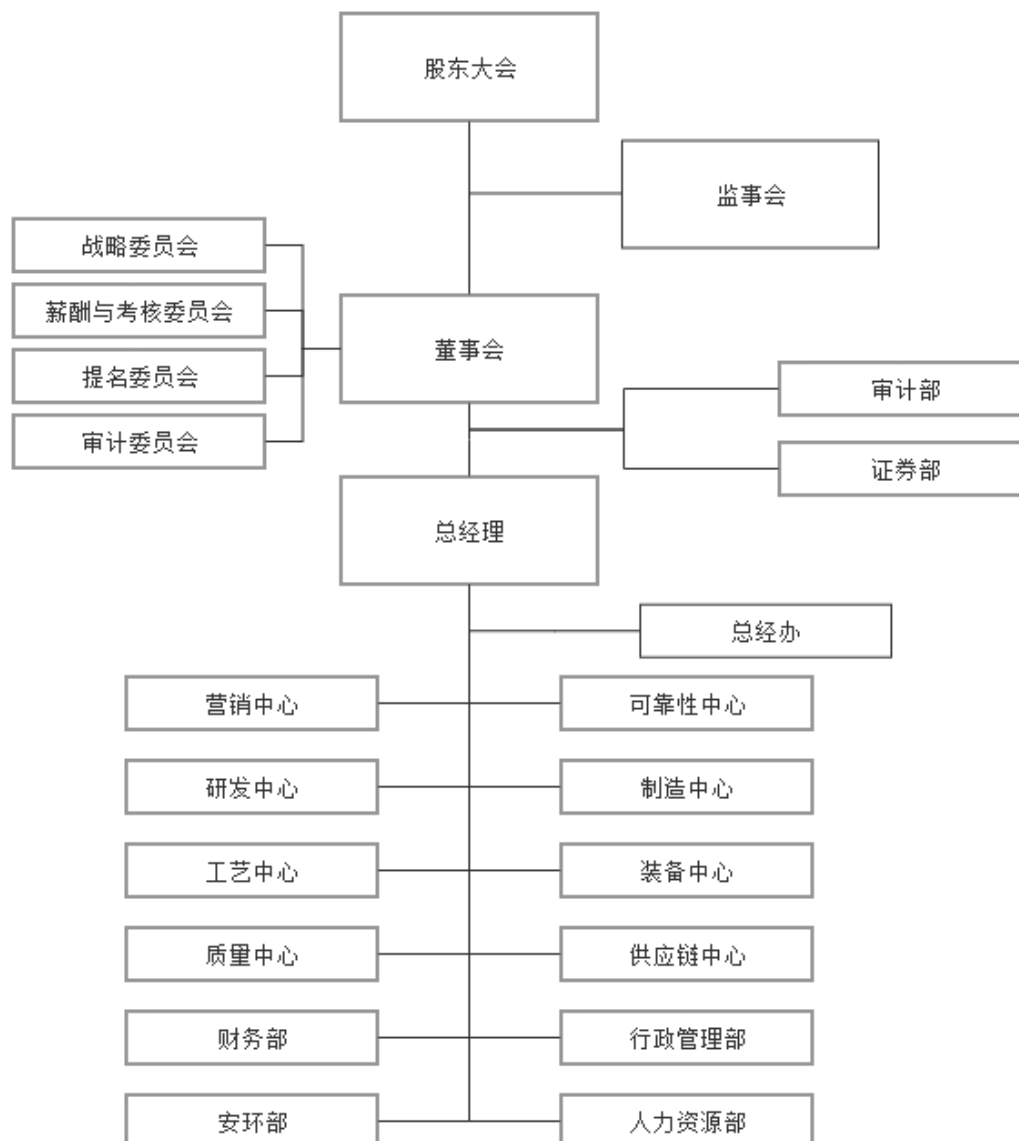 股东大会
监事会
战略委员会
薪酬与考核委员会
董事会
提名委员会
审计部
审计委员会
证券部
总经理
总经办
营销中心
可靠性中心
研发中心
制造中心
工艺中心
装备中心
质量中心
供应链中心
财务部
行政管理部
安环部
人力资源部